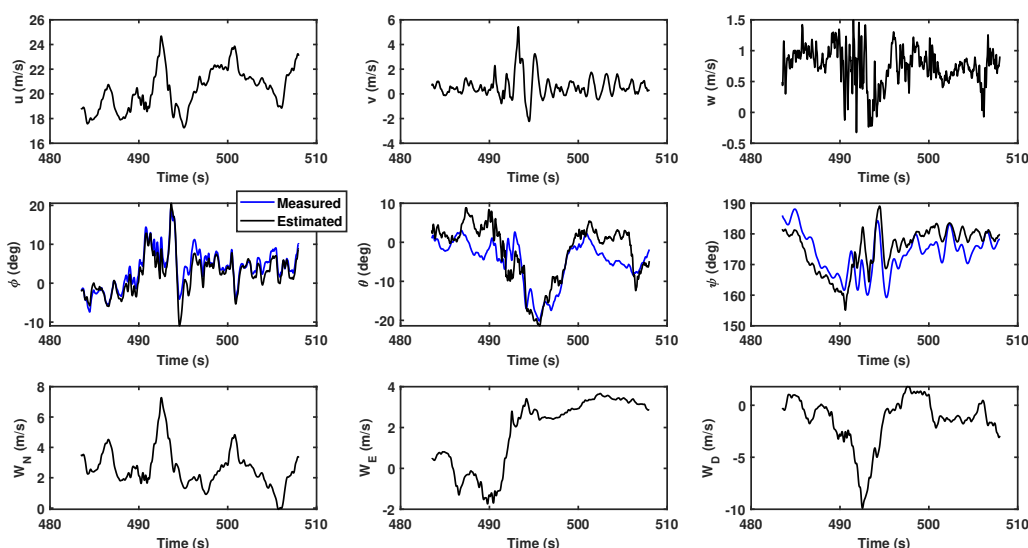 26
24
22
20
18
16
u (m/s)
480 490 500 510
Time (s)
6
4
2
0
-2
-4
v (m/s)
480 490 500 510
Time (s)
1.5
1
0.5
0
-0.5
w (m/s)
480 490 500 510
Time (s)
20
10
0
-10
ϕ (deg)
480 490 500 510
Time (s)
Measured
Estimated
10
0
-10
-20
θ (deg)
480 490 500 510
Time (s)
190
180
170
160
150
ψ (deg)
480 490 500 510
Time (s)
8
6
4
2
0
W_N (m/s)
480 490 500 510
Time (s)
4
2
0
-2
W_E (m/s)
480 490 500 510
Time (s)
0
-5
-10
W_D (m/s)
480 490 500 510
Time (s)